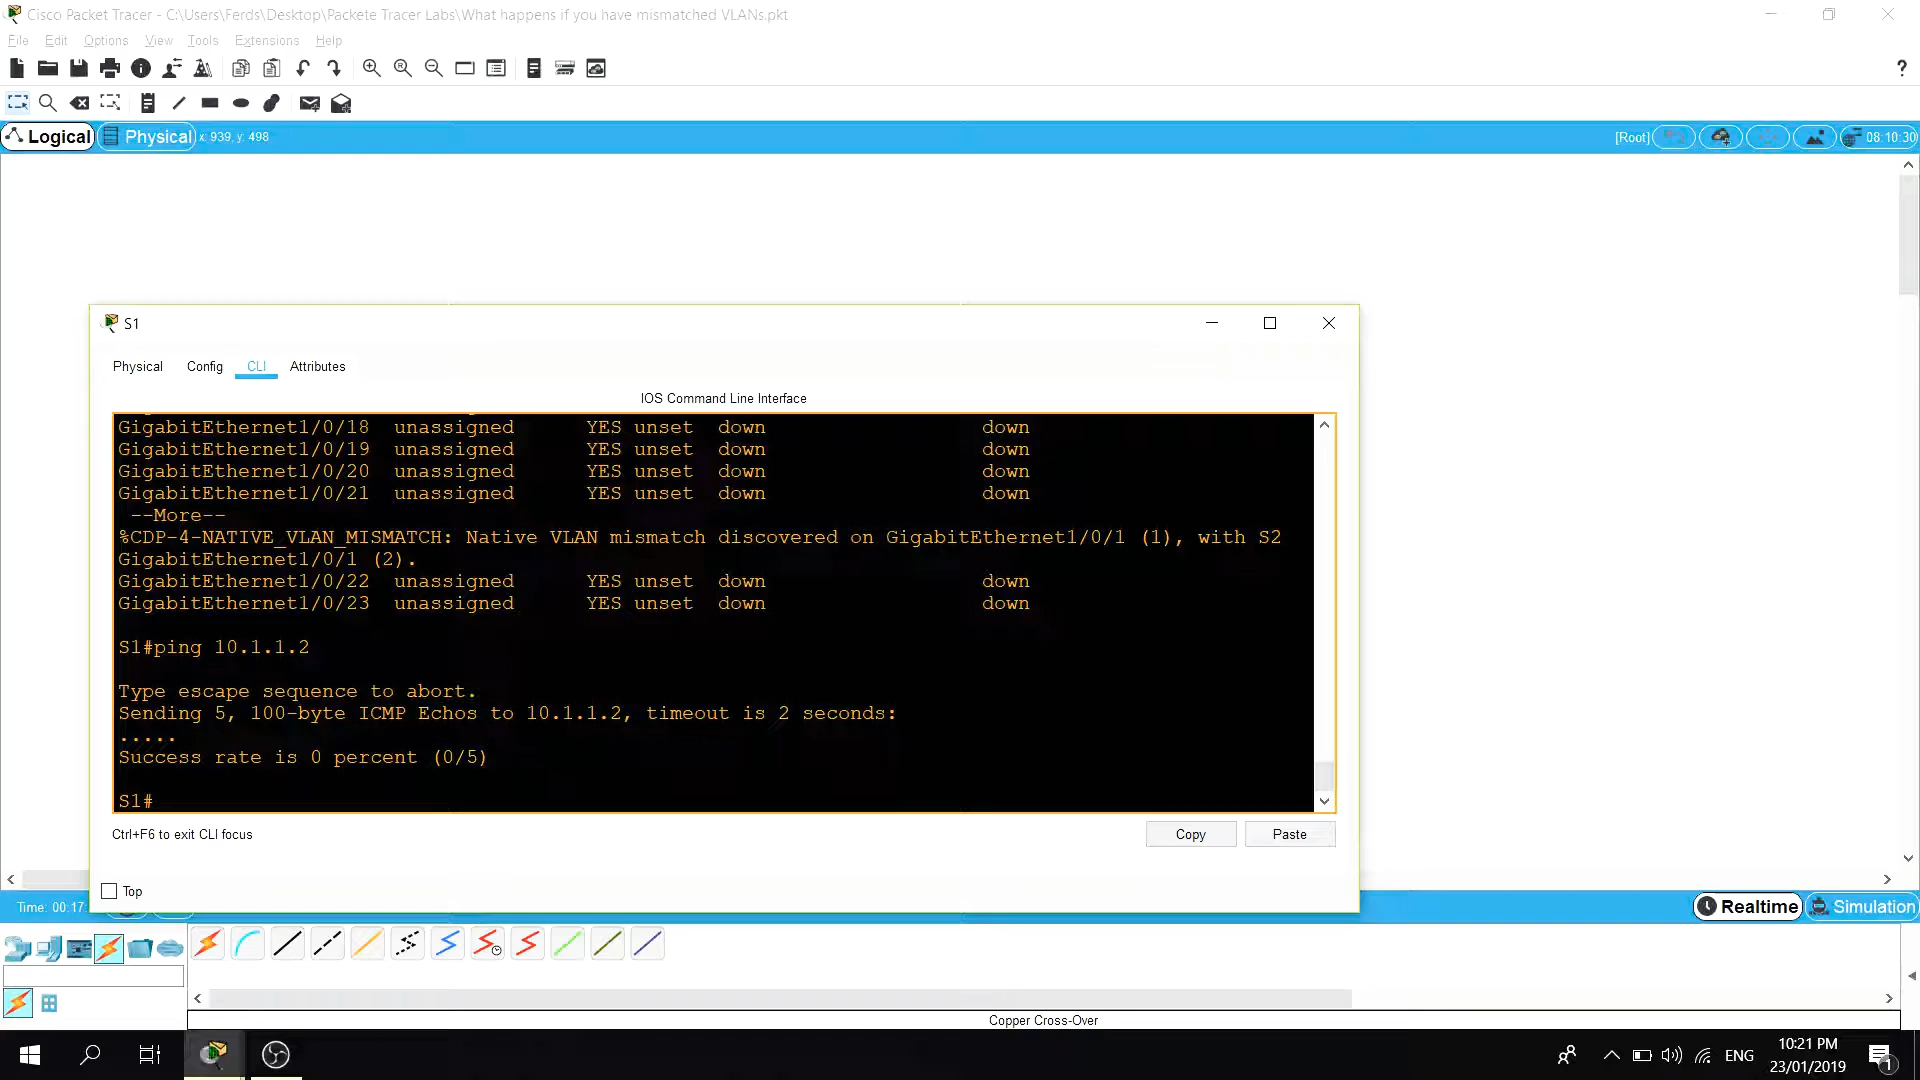 Cisco Packet Tracer - C:\Users\Ferds\Desktop\Packete Tracer Labs\What happens if you have mismatched VLANs.pkt
File Edit Options View Tools Extensions Help
?
Logical Physical x: 939, y: 498 [Root] 08:10:30
S1
Physical Config CLI Attributes
IOS Command Line Interface
GigabitEthernet1/0/18 unassigned YES unset down down
GigabitEthernet1/0/19 unassigned YES unset down down
GigabitEthernet1/0/20 unassigned YES unset down down
GigabitEthernet1/0/21 unassigned YES unset down down
--More--
%CDP-4-NATIVE_VLAN_MISMATCH: Native VLAN mismatch discovered on GigabitEthernet1/0/1 (1), with S2
GigabitEthernet1/0/1 (2).
GigabitEthernet1/0/22 unassigned YES unset down down
GigabitEthernet1/0/23 unassigned YES unset down down
S1#ping 10.1.1.2
Type escape sequence to abort.
Sending 5, 100-byte ICMP Echos to 10.1.1.2, timeout is 2 seconds:
.....
Success rate is 0 percent (0/5)
S1#
Ctrl+F6 to exit CLI focus Copy Paste
Top
Time: 00:17: Realtime Simulation
Copper Cross-Over
ENG 10:21 PM
23/01/2019
1